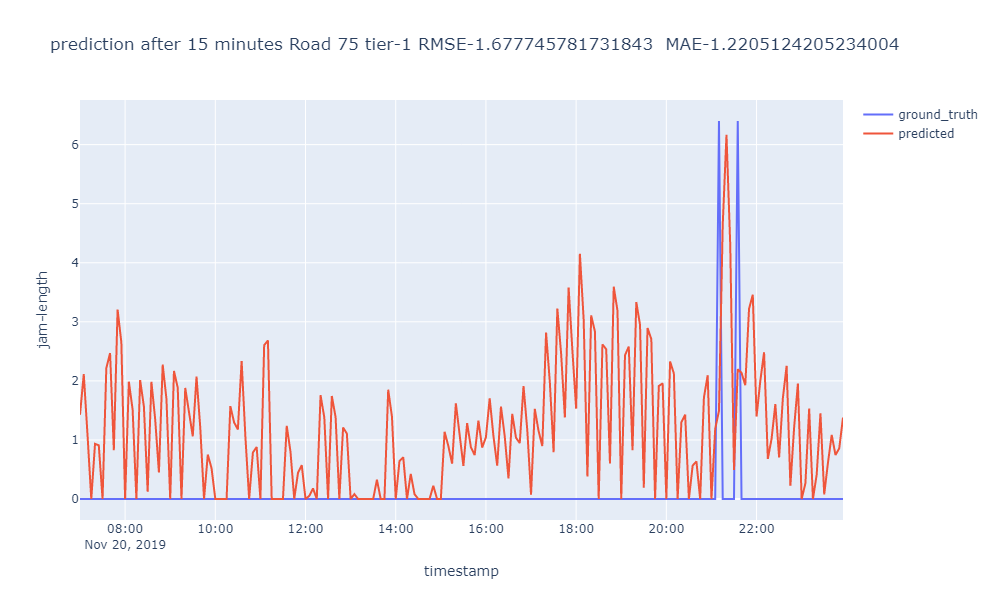 prediction after 15 minutes Road 75 tier-1 RMSE-1.677745781731843  MAE-1.2205124205234004
ground_truth
predicted
6
5
4
3
2
1
0
jam-length
08:00
10:00
12:00
14:00
16:00
18:00
20:00
22:00
Nov 20, 2019
timestamp